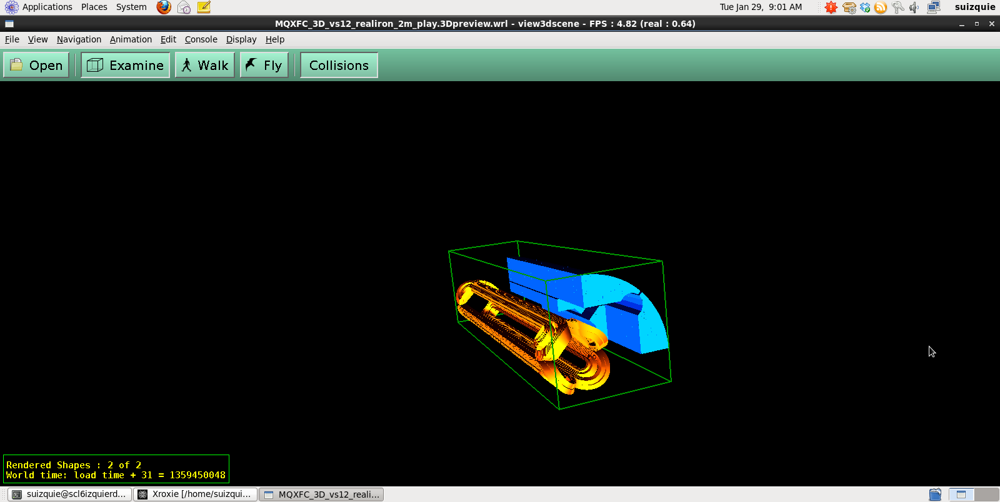 Applications Places System Tue Jan 29, 9:01 AM suizquie
MQXFC_3D_vs12_realiron_2m_play.3Dpreview.wrl - view3dscene - FPS : 4.82 (real : 0.64)
File View Navigation Animation Edit Console Display Help
Open Examine Walk Fly Collisions
Rendered Shapes : 2 of 2
World time: load time + 31 = 1359450048
suizquie@scl6izquierd... Xroxie [/home/suizqui... MQXFC_3D_vs12_reali...